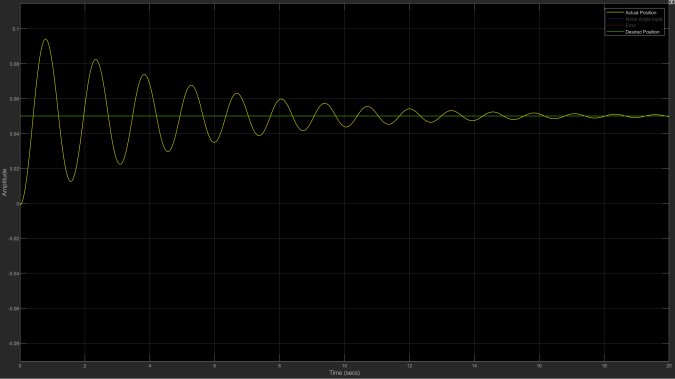 Actual Position
Motor Angle Input
Error
Desired Position
0.1
0.08
0.06
0.04
0.02
0
-0.02
-0.04
-0.06
-0.08
Amplitude
0 2 4 6 8 10 12 14 16 18 20
Time (secs)